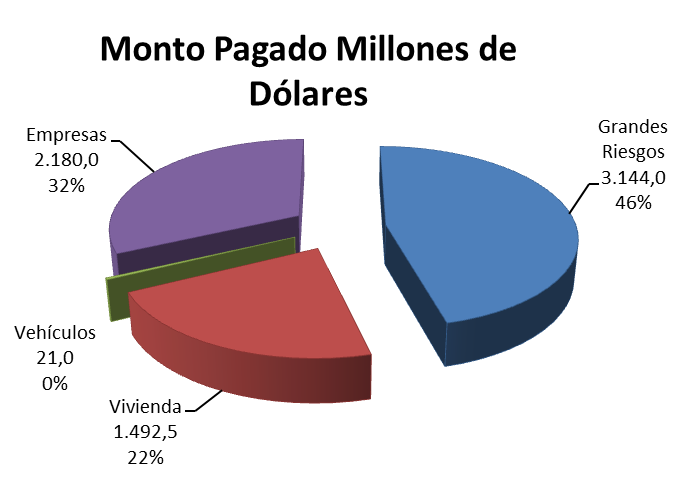 Monto Pagado Millones de
Dólares
Empresas
2.180,0
32%
Grandes
Riesgos
3.144,0
46%
Vehículos
21,0
0%
Vivienda
1.492,5
22%